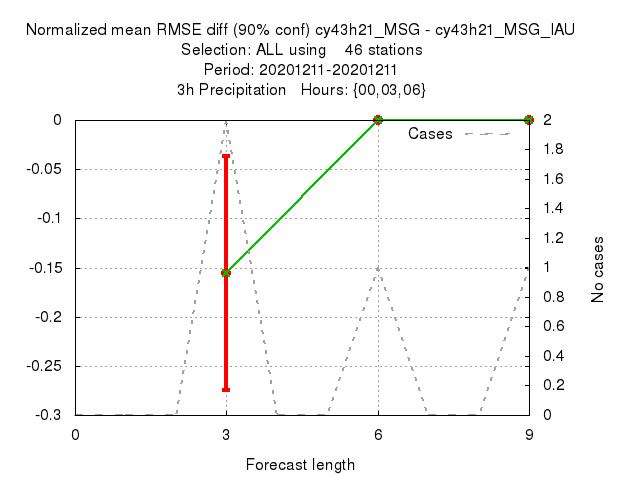 Normalized mean RMSE diff (90% conf) cy43h21_MSG - cy43h21_MSG_IAU
Selection: ALL using 46 stations
Period: 20201211-20201211
3h Precipitation Hours: {00,03,06}
0
-0.05
-0.1
-0.15
-0.2
-0.25
-0.3
Cases
2
1.8
1.6
1.4
1.2
1
0.8
0.6
0.4
0.2
0
No cases
0 3 6 9
Forecast length